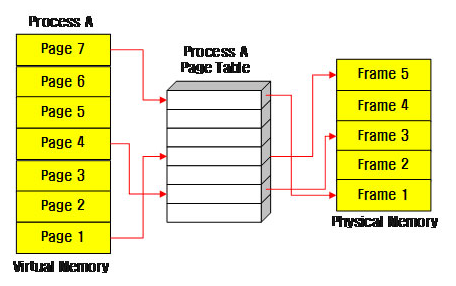 Process A
Page 7
Page 6
Page 5
Page 4
Page 3
Page 2
Page 1
Virtual Memory
Process A
Page Table
Frame 5
Frame 4
Frame 3
Frame 2
Frame 1
Physical Memory